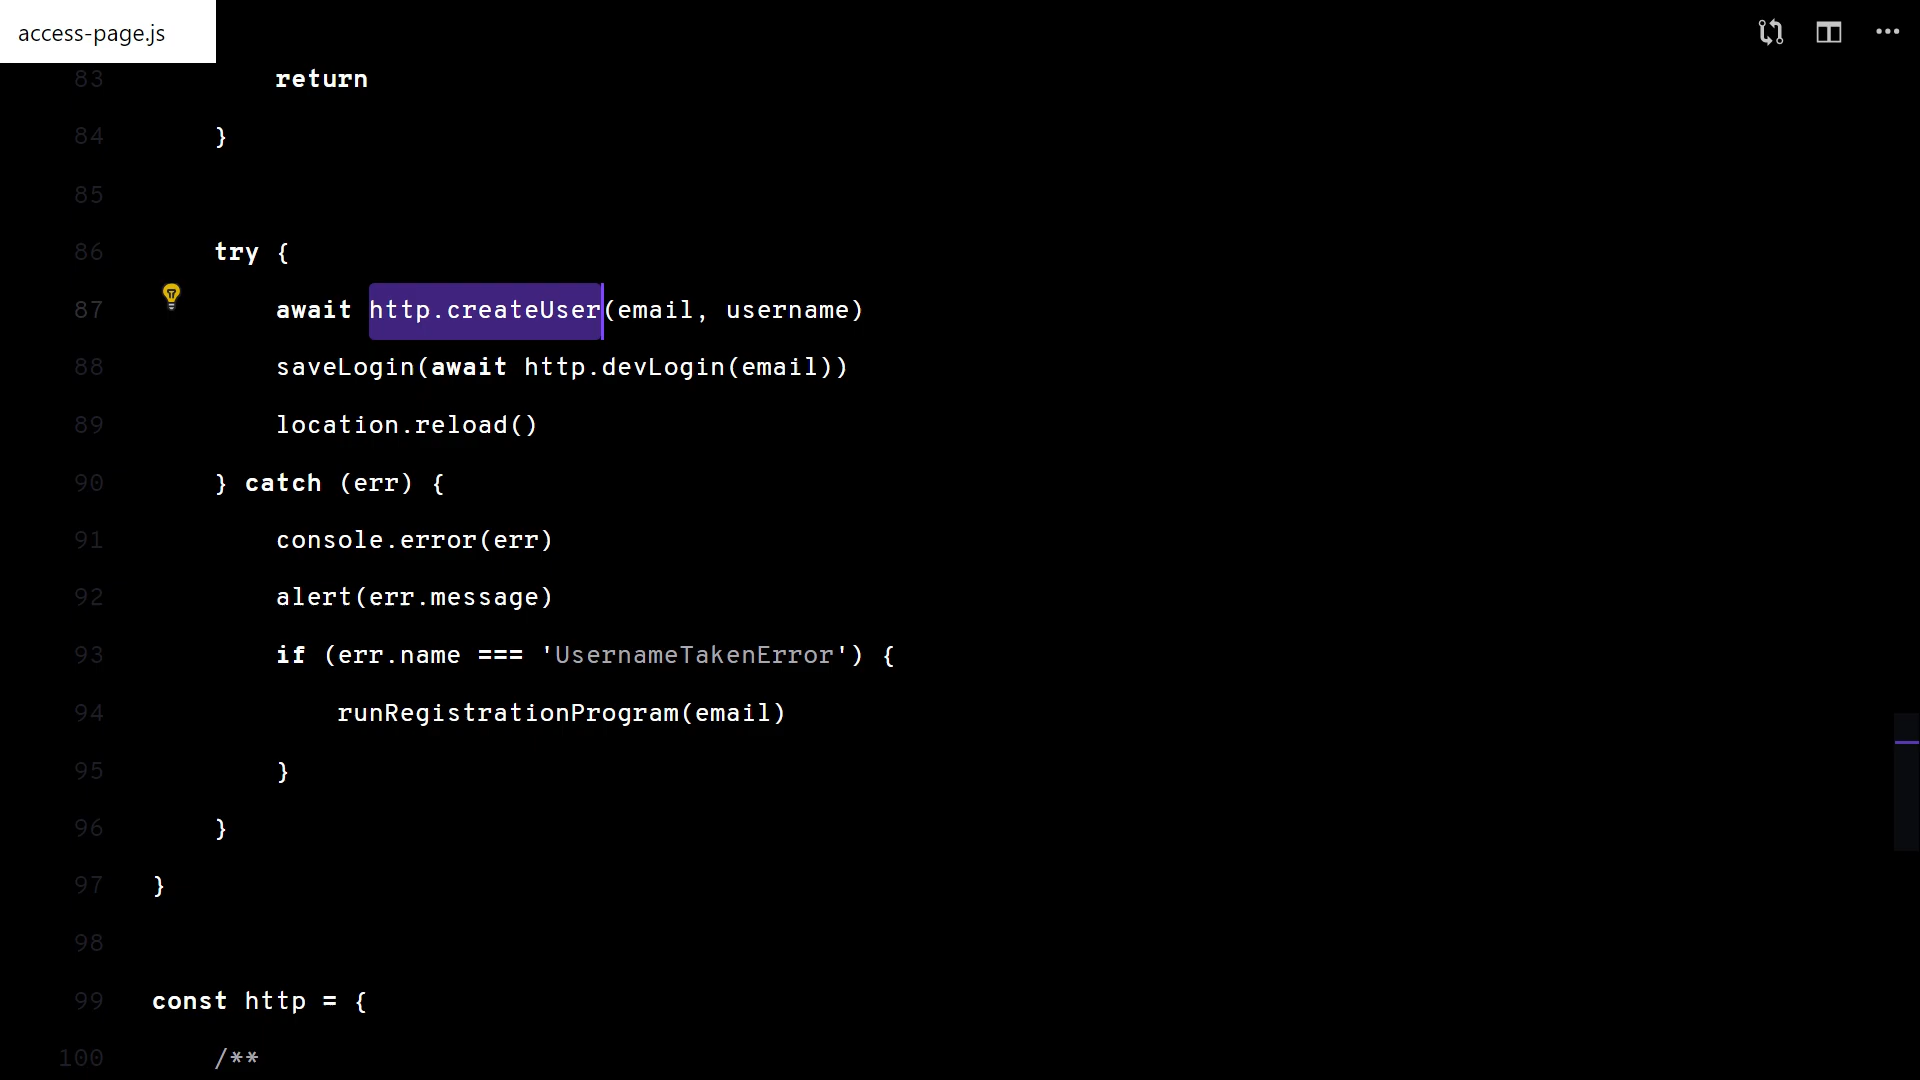 access-page.js
83 return
84 }
85
86 try {
87 await http.createUser(email, username)
88 saveLogin(await http.devLogin(email))
89 location.reload()
90 } catch (err) {
91 console.error(err)
92 alert(err.message)
93 if (err.name === 'UsernameTakenError') {
94 runRegistrationProgram(email)
95 }
96 }
97 }
98
99 const http = {
100 /**